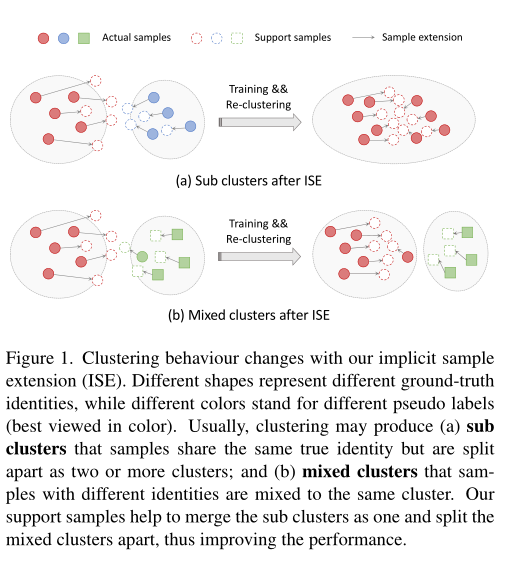 Actual samples Support samples Sample extension
Training &&
Re-clustering
(a) Sub clusters after ISE
Training &&
Re-clustering
(b) Mixed clusters after ISE
Figure 1. Clustering behaviour changes with our implicit sample
extension (ISE). Different shapes represent different ground-truth
identities, while different colors stand for different pseudo labels
(best viewed in color). Usually, clustering may produce (a) sub
clusters that samples share the same true identity but are split
apart as two or more clusters; and (b) mixed clusters that sam-
ples with different identities are mixed to the same cluster. Our
support samples help to merge the sub clusters as one and split the
mixed clusters apart, thus improving the performance.